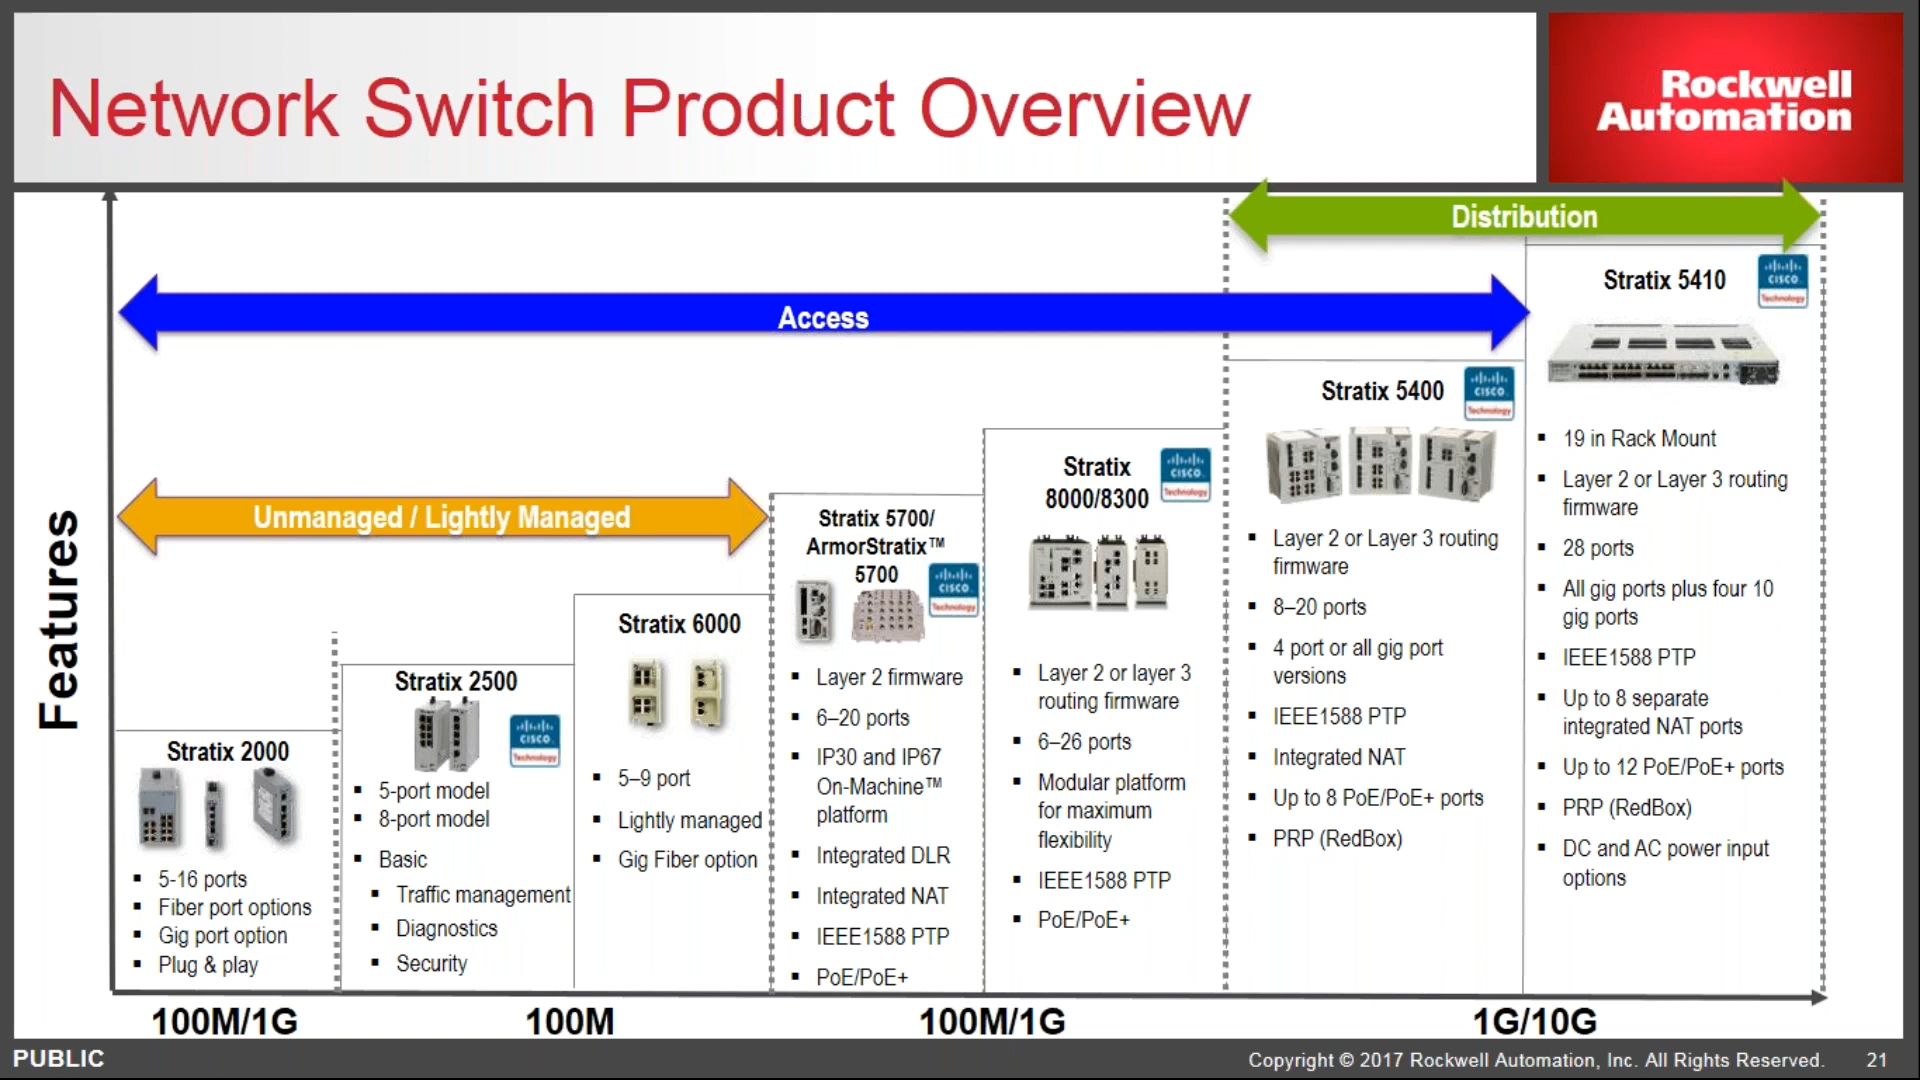 Network Switch Product Overview
Rockwell
Automation
Distribution
Access
Unmanaged / Lightly Managed
Features
Stratix 2000
5-16 ports
Fiber port options
Gig port option
Plug & play
Stratix 2500
CISCO
Technology
5-port model
8-port model
Basic
Traffic management
Diagnostics
Security
Stratix 6000
5–9 port
Lightly managed
Gig Fiber option
Stratix 5700/
ArmorStratix™
5700
CISCO
Technology
Layer 2 firmware
6–20 ports
IP30 and IP67
On-Machine™
platform
Integrated DLR
Integrated NAT
IEEE1588 PTP
PoE/PoE+
Stratix
8000/8300
CISCO
Technology
Layer 2 or layer 3
routing firmware
6–26 ports
Modular platform
for maximum
flexibility
IEEE1588 PTP
PoE/PoE+
Stratix 5400
CISCO
Technology
Layer 2 or Layer 3 routing
firmware
8–20 ports
4 port or all gig port
versions
IEEE1588 PTP
Integrated NAT
Up to 8 PoE/PoE+ ports
PRP (RedBox)
Stratix 5410
CISCO
Technology
19 in Rack Mount
Layer 2 or Layer 3 routing
firmware
28 ports
All gig ports plus four 10
gig ports
IEEE1588 PTP
Up to 8 separate
integrated NAT ports
Up to 12 PoE/PoE+ ports
PRP (RedBox)
DC and AC power input
options
100M/1G
100M
100M/1G
1G/10G
PUBLIC
Copyright © 2017 Rockwell Automation, Inc. All Rights Reserved.
21